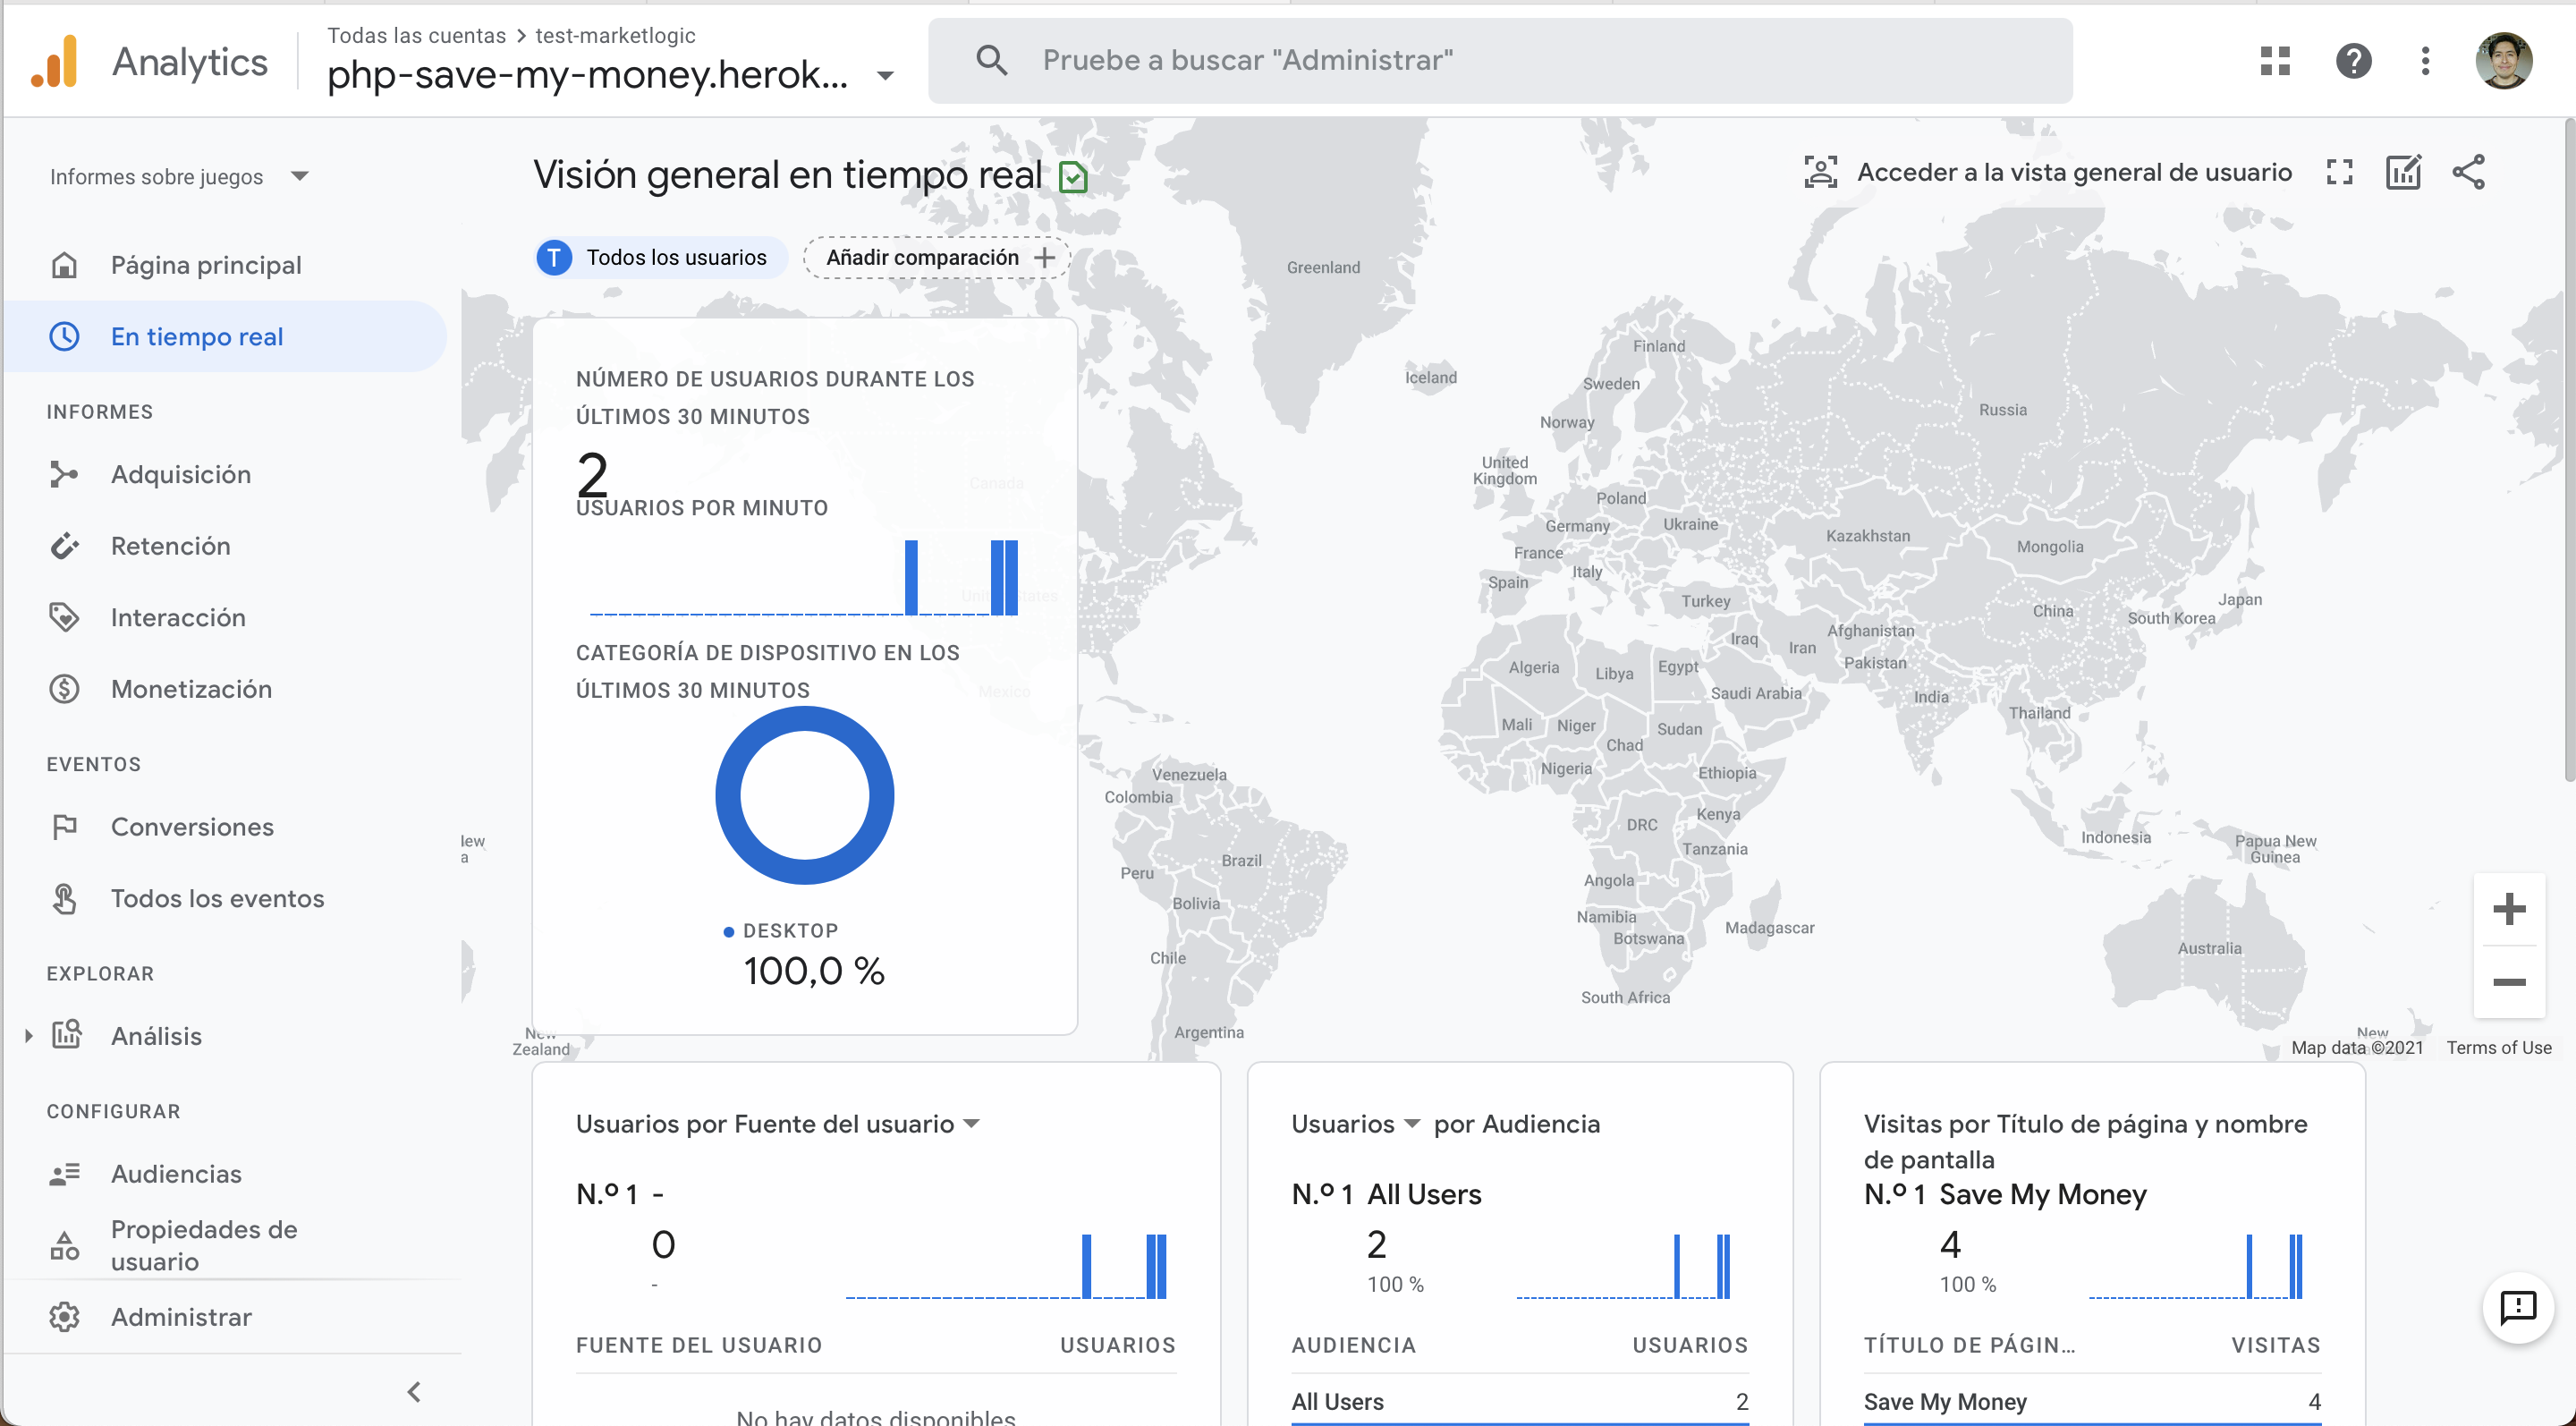 Analytics
Todas las cuentas > test-marketlogic
php-save-my-money.herok...
Pruebe a buscar "Administrar"
Informes sobre juegos
Página principal
En tiempo real
INFORMES
Adquisición
Retención
Interacción
Monetización
EVENTOS
Conversiones
Todos los eventos
EXPLORAR
Análisis
CONFIGURAR
Audiencias
Propiedades de
usuario
Administrar
Visión general en tiempo real
Acceder a la vista general de usuario
T Todos los usuarios
Añadir comparación +
NÚMERO DE USUARIOS DURANTE LOS
ÚLTIMOS 30 MINUTOS
2
USUARIOS POR MINUTO
CATEGORÍA DE DISPOSITIVO EN LOS
ÚLTIMOS 30 MINUTOS
DESKTOP
100,0 %
Canada
United States
Mexico
Greenland
Iceland
Finland
Sweden
Norway
Russia
United
Kingdom
Poland
Germany
Ukraine
France
Italy
Spain
Kazakhstan
Mongolia
Turkey
China
Japan
South Korea
Iraq
Iran
Afghanistan
Pakistan
Algeria
Libya
Egypt
Saudi Arabia
India
Thailand
Mali
Niger
Chad
Sudan
Nigeria
Ethiopia
Venezuela
Colombia
DRC
Kenya
Tanzania
Indonesia
Papua New
Guinea
lew
a
Brazil
Peru
Bolivia
Angola
Namibia
Botswana
Madagascar
Chile
South Africa
Australia
Argentina
New
Zealand
New
Map data ©2021
Terms of Use
Usuarios por Fuente del usuario
N.º 1 -
0
-
FUENTE DEL USUARIO USUARIOS
No hay datos disponibles
Usuarios por Audiencia
N.º 1 All Users
2
100 %
AUDIENCIA USUARIOS
All Users 2
Visitas por Título de página y nombre
de pantalla
N.º 1 Save My Money
4
100 %
TÍTULO DE PÁGIN... VISITAS
Save My Money 4